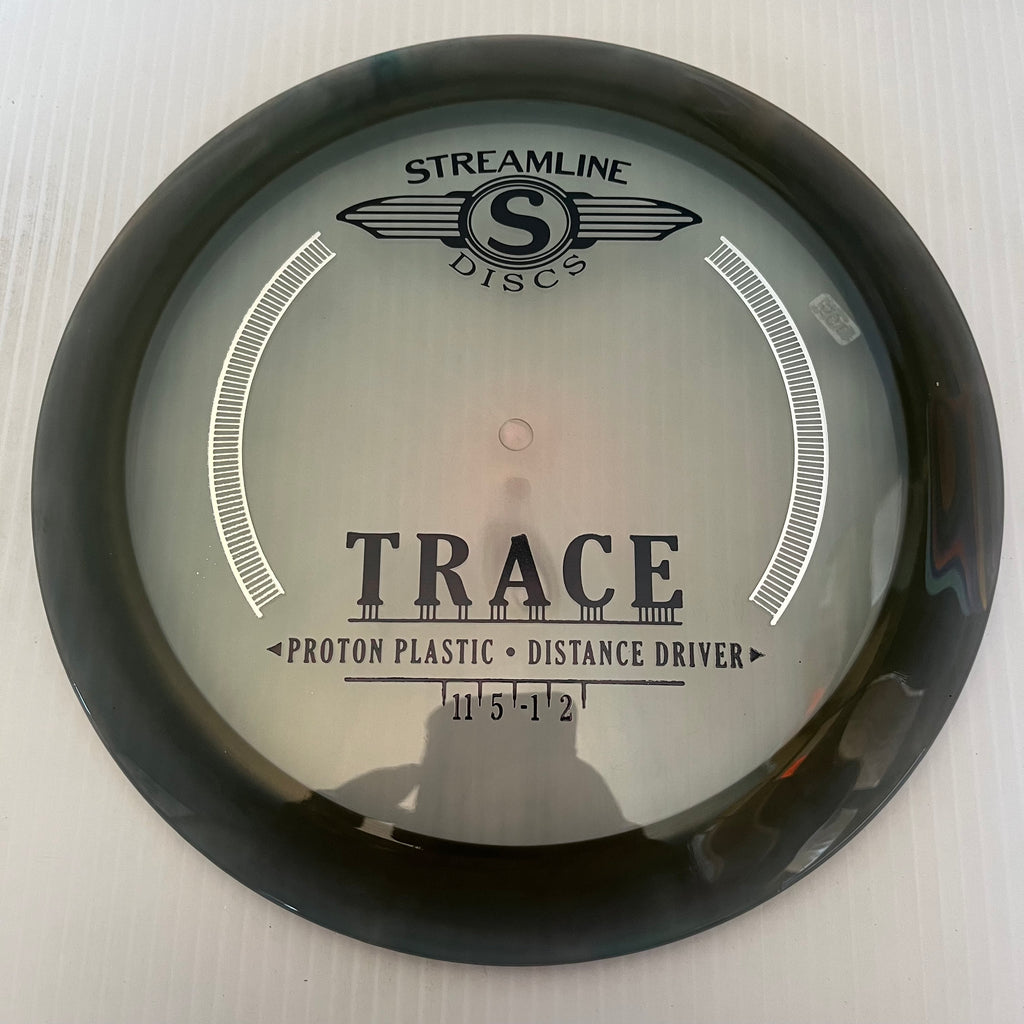 STREAMLINE
S
DISCS
TRACE
PROTON PLASTIC • DISTANCE DRIVER
11 5 -1 2